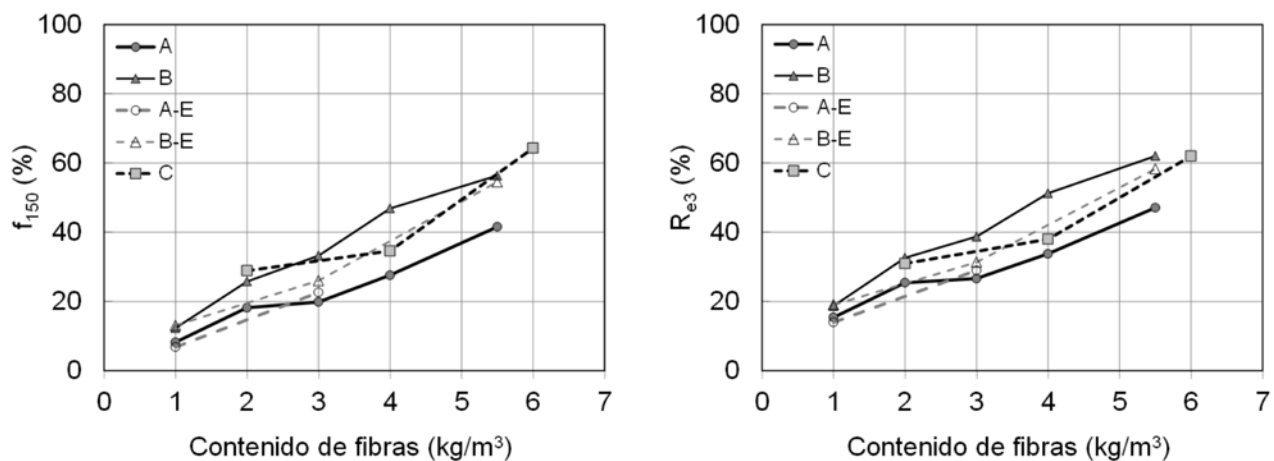 100
80
60
40
20
0
f150 (%)
A
B
A-E
B-E
C
0 1 2 3 4 5 6 7
Contenido de fibras (kg/m³)
100
80
60
40
20
0
Re3 (%)
A
B
A-E
B-E
C
0 1 2 3 4 5 6 7
Contenido de fibras (kg/m³)